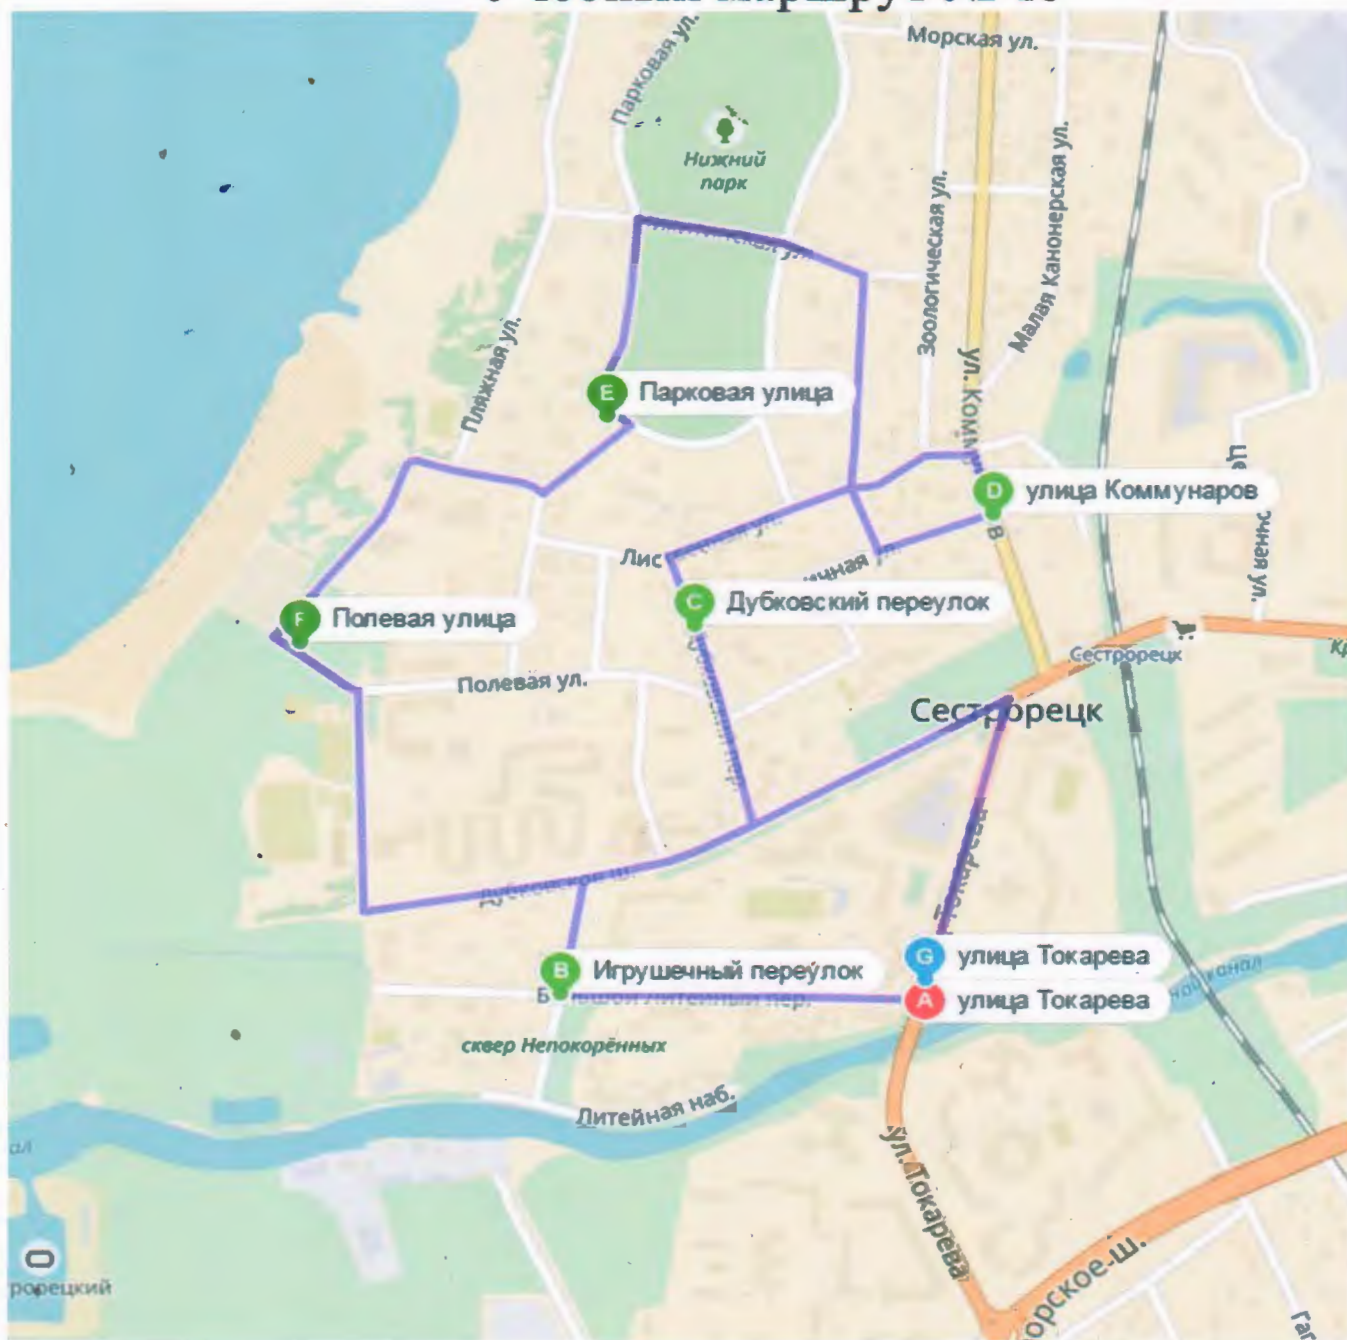 Морская ул.
Парковая ул.
Нижний
парк
Зоологическая ул.
Малая Канонерская ул.
Пляжная ул.
E Парковая улица
D улица Коммунаров
Лис
C Дубковский переулок
Полевая улица
Сестрорецк
Полевая ул.
Сестрорецк
Токарева
Дубковское ш.
G улица Токарева
B Игрушечный переулок
A улица Токарева
сквер Непокорённых
Литейная наб.
ул. Токарева